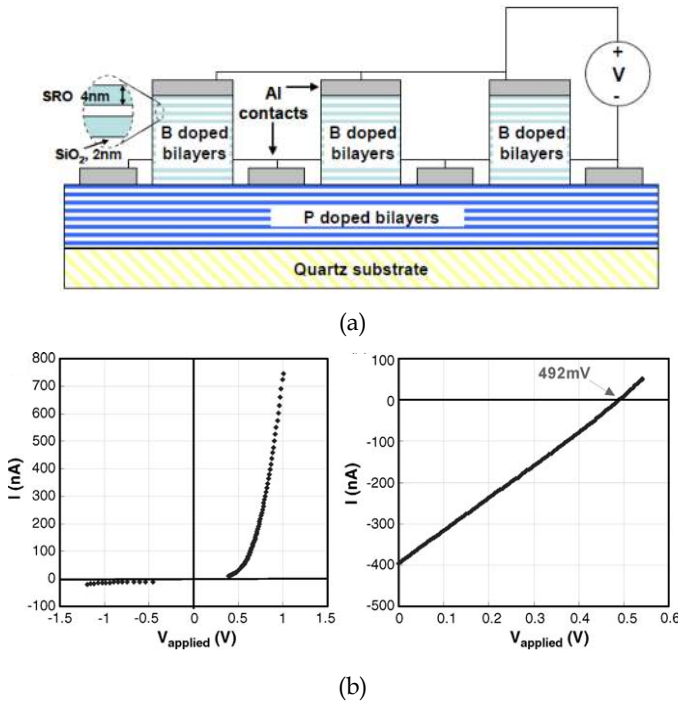 SRO 4nm
SiO2, 2nm
B doped
bilayers
Al
contacts
B doped
bilayers
B doped
bilayers
+
V
-
P doped bilayers
Quartz substrate
(a)
I (nA)
800
700
600
500
400
300
200
100
0
-100
-1.5 -1 -0.5 0 0.5 1 1.5
Vapplied (V)
I (nA)
100
0
-100
-200
-300
-400
-500
492mV
0 0.1 0.2 0.3 0.4 0.5 0.6
Vapplied (V)
(b)